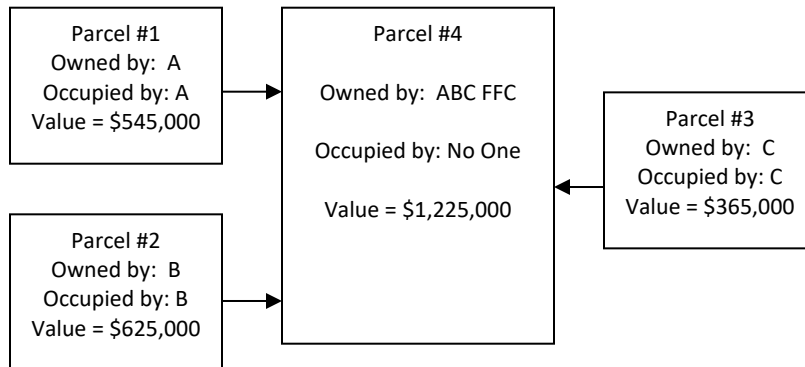 Parcel #1
Owned by: A
Occupied by: A
Value = $545,000
Parcel #2
Owned by: B
Occupied by: B
Value = $625,000
Parcel #4
Owned by: ABC FFC
Occupied by: No One
Value = $1,225,000
Parcel #3
Owned by: C
Occupied by: C
Value = $365,000